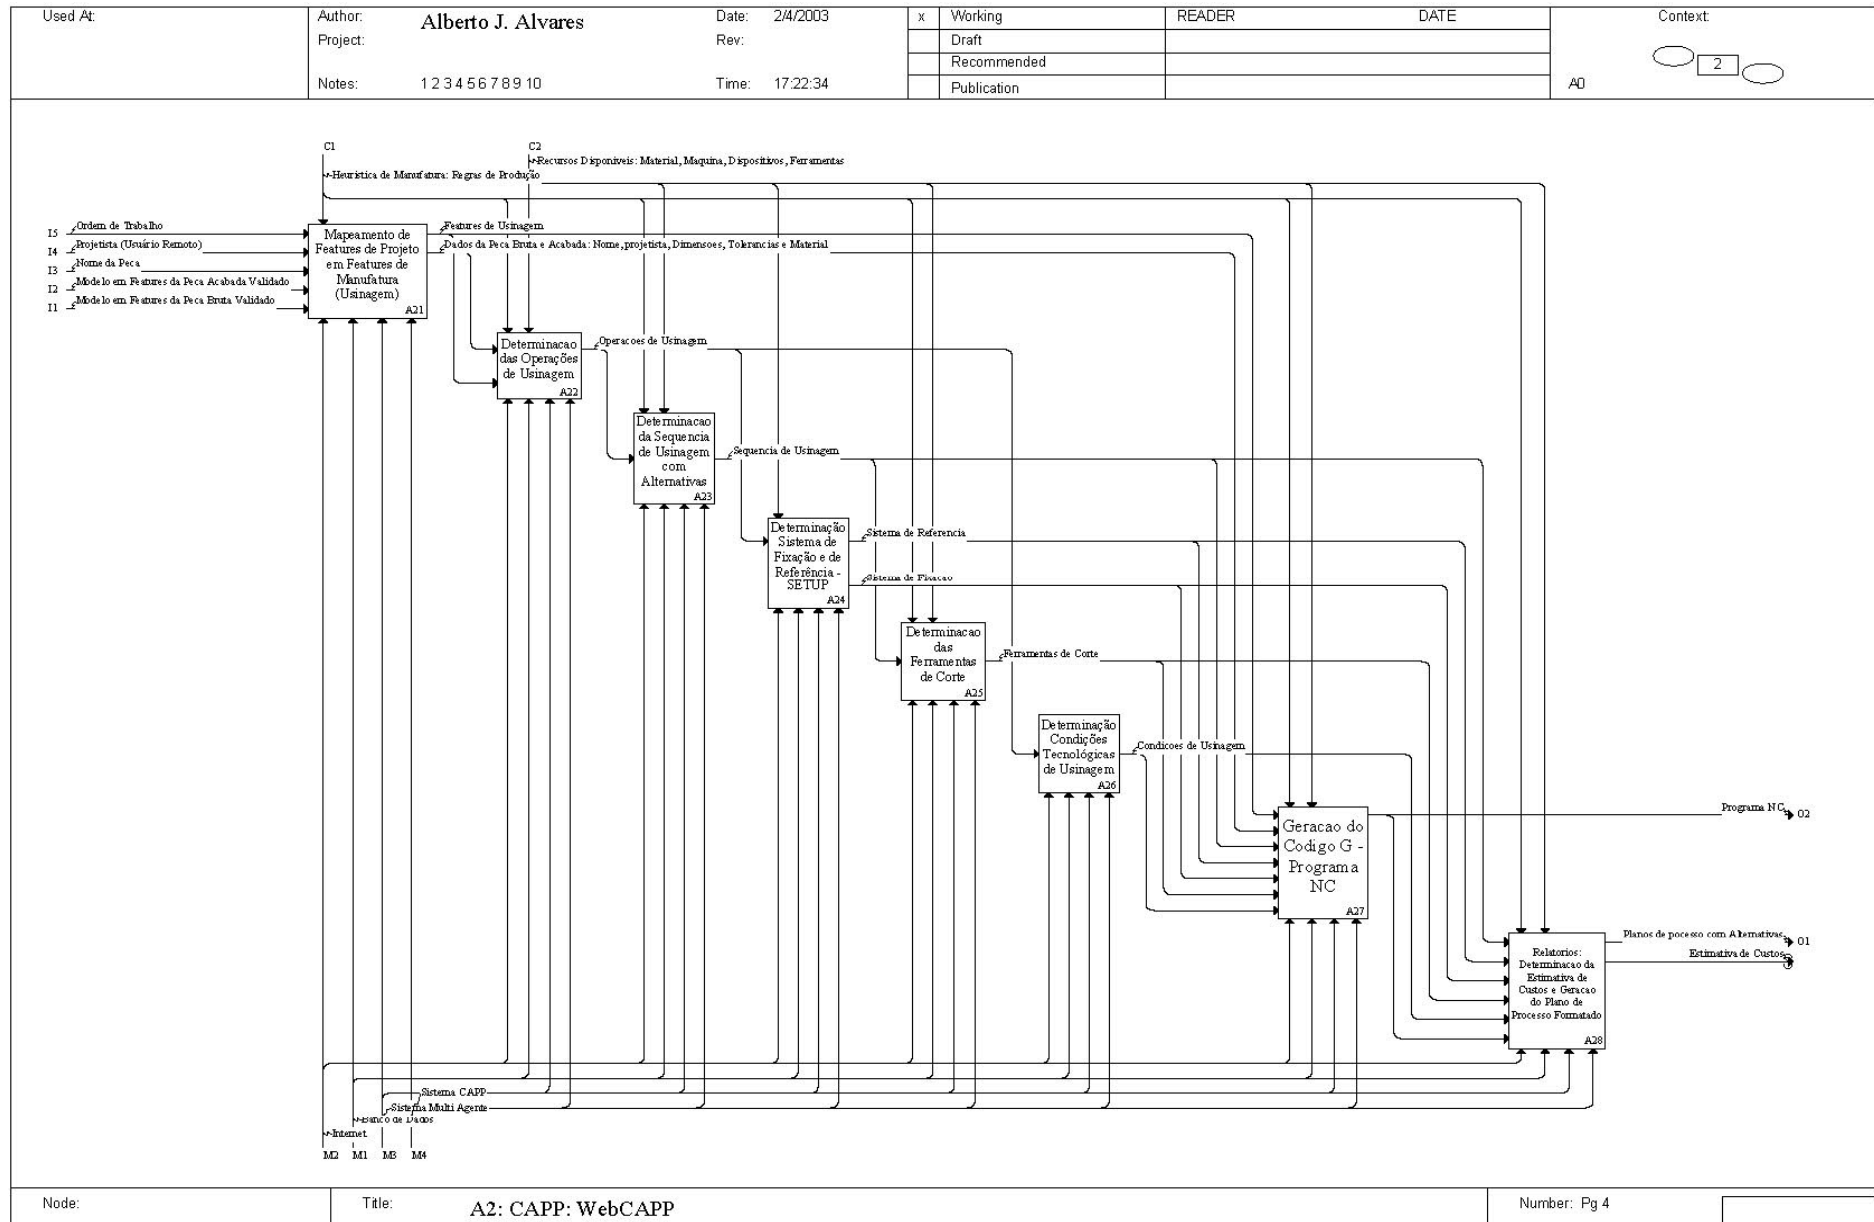 Used At:
Author: Alberto J. Alvares
Date: 2/4/2003
Project:
Rev:
Notes: 1 2 3 4 5 6 7 8 9 10
Time: 17:22:34
x Working
Draft
Recommended
Publication
READER DATE
Context:
2
A0
C1
C2
Recursos Disponiveis: Material, Maquina, Dispositivos, Ferramentas
Heuristica de Manufatura: Regras de Produção
I5 Ordem de Trabalho
I4 Projetista (Usuário Remoto)
I3 Nome da Peca
I2 Modelo em Features da Peca Acabada Validado
I1 Modelo em Features da Peca Bruta Validado
Mapeamento de
Features de Projeto
em Features de
Manufatura
(Usinagem)
A21
Features de Usinagem
Dados da Peca Bruta e Acabada: Nome,projetista, Dimensoes, Tolerancias e Material
Determinacao
das Operações
de Usinagem
A22
Operacoes de Usinagem
Determinacao
da Sequencia
de Usinagem
com
Alternativas
A23
Sequencia de Usinagem
Determinação
Sistema de
Fixação e de
Referência -
SETUP
A24
Sistema de Referencia
Sistema de Fixacao
Determinacao
das
Ferramentas
de Corte
A25
Ferramentas de Corte
Determinação
Condições
Tecnológicas
de Usinagem
A26
Condicoes de Usinagem
Geracao do
Codigo G -
Programa
NC
A27
Programa NC
O2
Relatorios:
Determinacao da
Estimativa de
Custos e Geracao
do Plano de
Processo Formatado
A28
Planos de pocesso com Alternativas
O1
Estimativa de Custos
Sistema CAPP
Sistema Multi Agente
Banco de Dados
Internet
M2 M1 M3 M4
Node:
Title: A2: CAPP: WebCAPP
Number: Pg 4